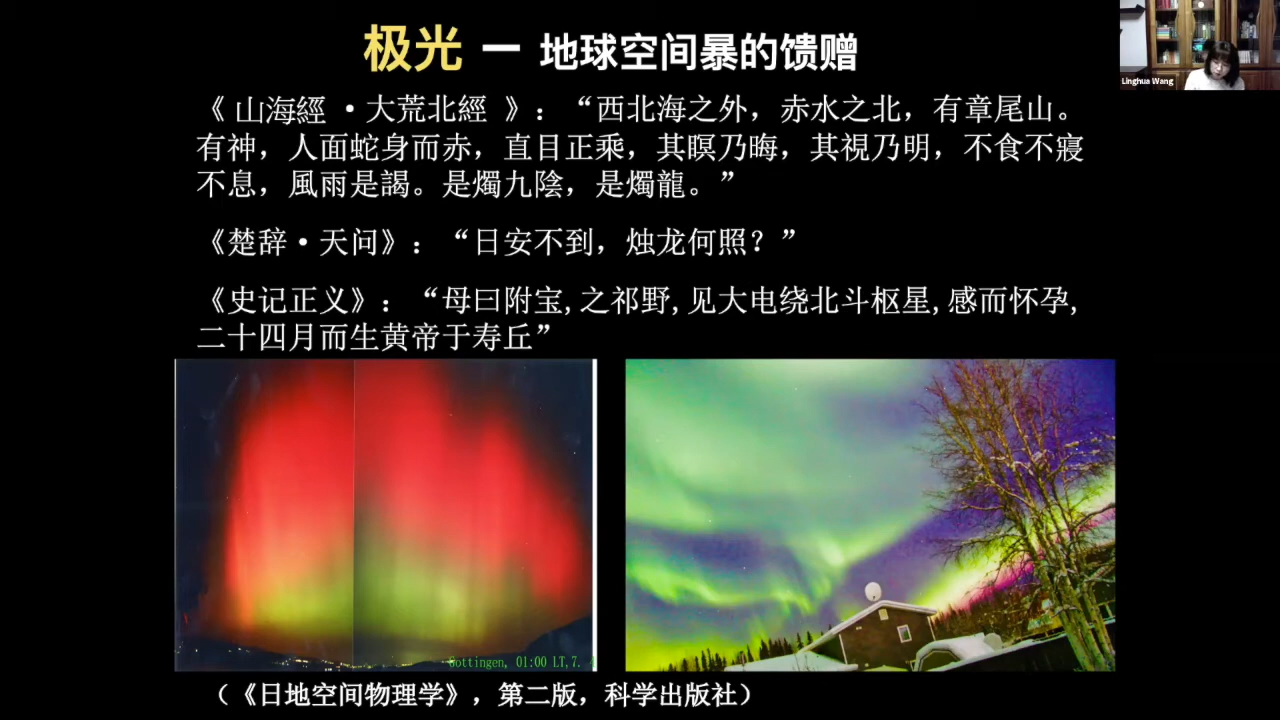 极光 — 地球空间暴的馈赠
Linghua Wang
《 山海經 • 大荒北經 》:“西北海之外，赤水之北，有章尾山。
有神，人面蛇身而赤，直目正乘，其瞑乃晦，其視乃明，不食不寢
不息，風雨是謁。是燭九陰，是燭龍。”
《楚辞 • 天问》:“日安不到，烛龙何照？”
《史记正义》:“母曰附宝,之祁野,见大电绕北斗枢星,感而怀孕,
二十四月而生黄帝于寿丘”
Gottingen, 01:00 LT,7.
（《日地空间物理学》，第二版，科学出版社）